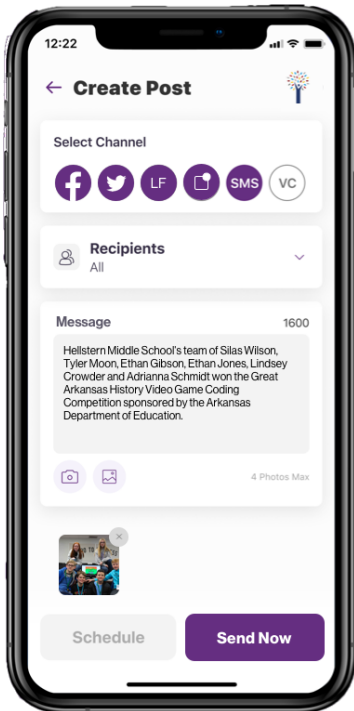 12:22
Create Post
Select Channel
LF
SMS
VC
Recipients
All
Message
1600
Hellstern Middle School's team of Silas Wilson,
Tyler Moon, Ethan Gibson, Ethan Jones, Lindsey
Crowder and Adrianna Schmidt won the Great
Arkansas History Video Game Coding
Competition sponsored by the Arkansas
Department of Education.
4 Photos Max
Schedule
Send Now